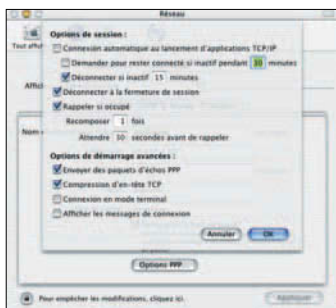 Réseau
Tout affich
Options de session :
Connexion automatique au lancement d'applications TCP/IP
Demander pour rester connecté si inactif pendant 30 minutes
Déconnecter si inactif 15 minutes
Affic
Déconnecter à la fermeture de session
Rappeler si occupé
Recomposer 1 fois
Nom
Attendre 30 secondes avant de rappeler
Options de démarrage avancées :
Envoyer des paquets d'échos PPP
Compression d'en-tête TCP
Connexion en mode terminal
Afficher les messages de connexion
Annuler OK
Options PPP
Pour empêcher les modifications, cliquez ici. Appliquer